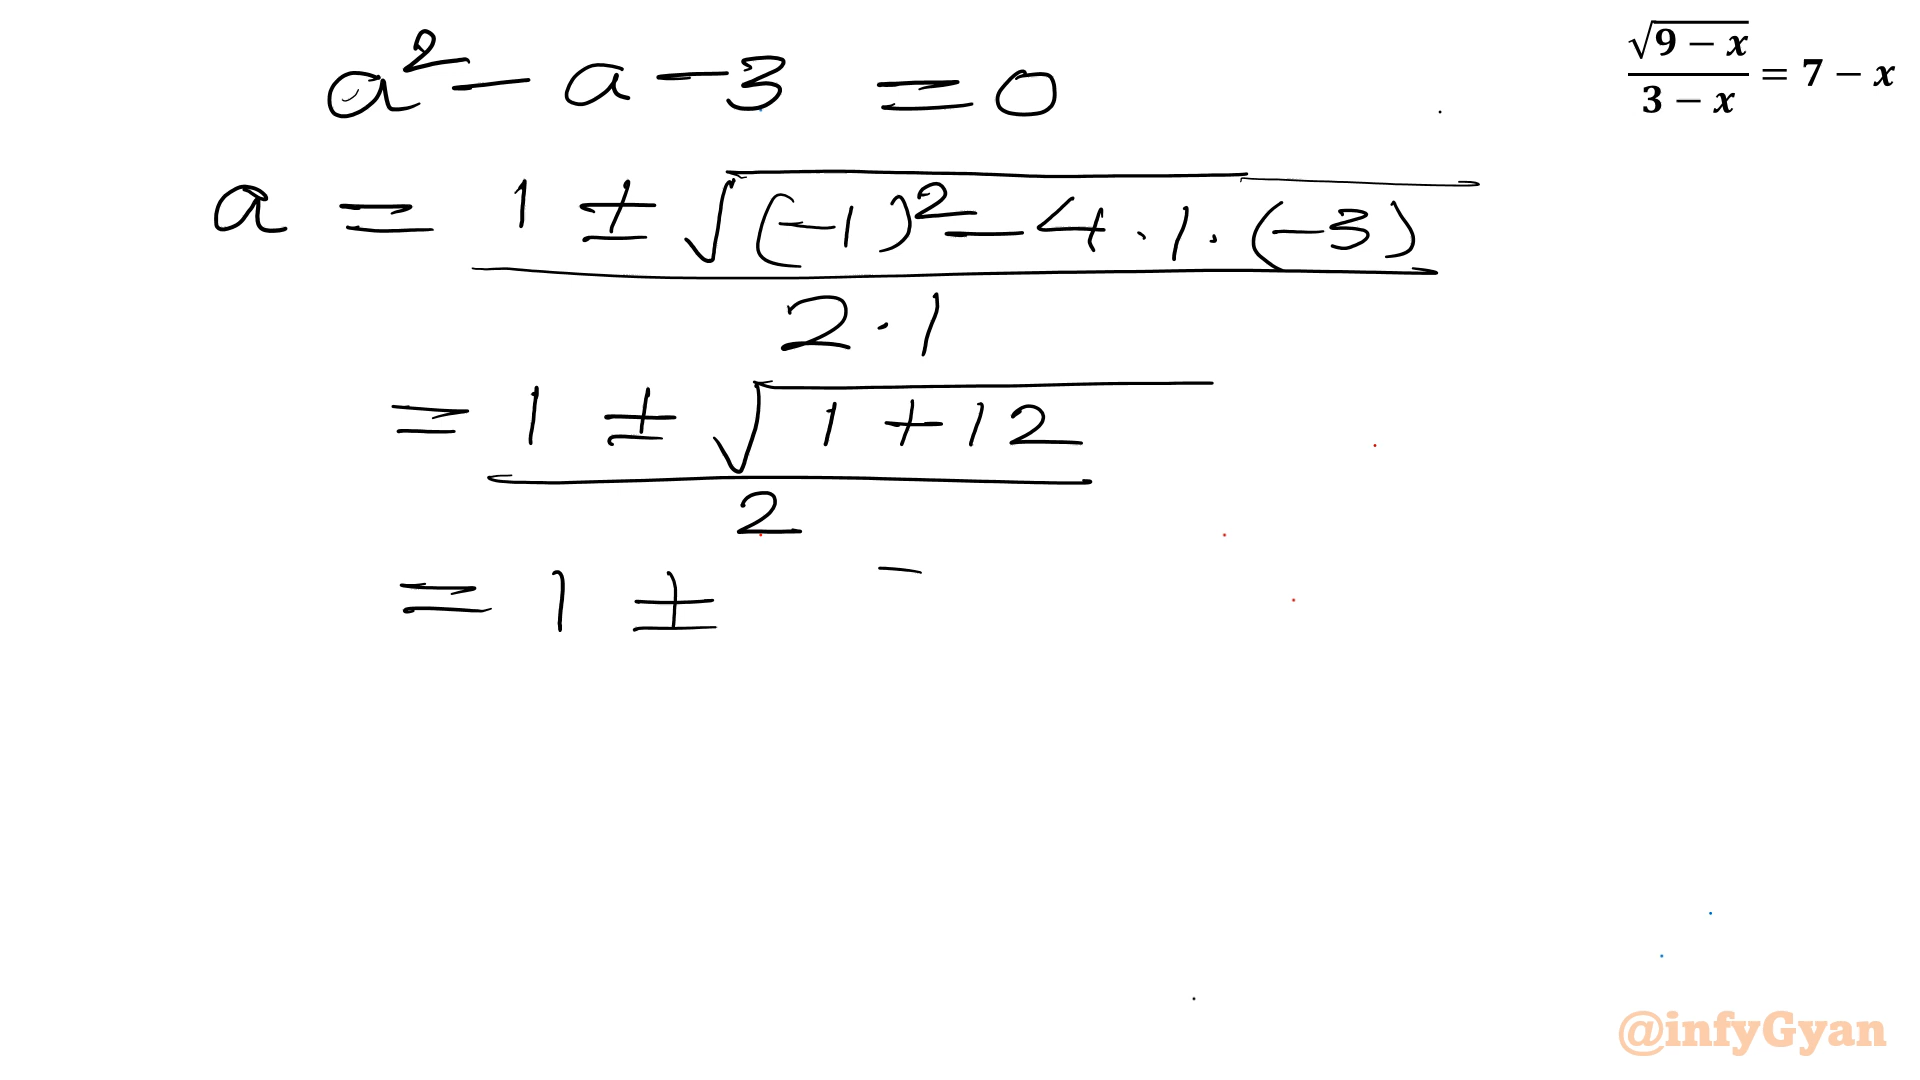 a² - a - 3 = 0
√(9 − x) / (3 − x) = 7 − x
a = (1 ± √((-1)² - 4 · 1 · (-3))) / (2 · 1)
= (1 ± √(1 + 12)) / 2
= 1 ±
@infyGyan